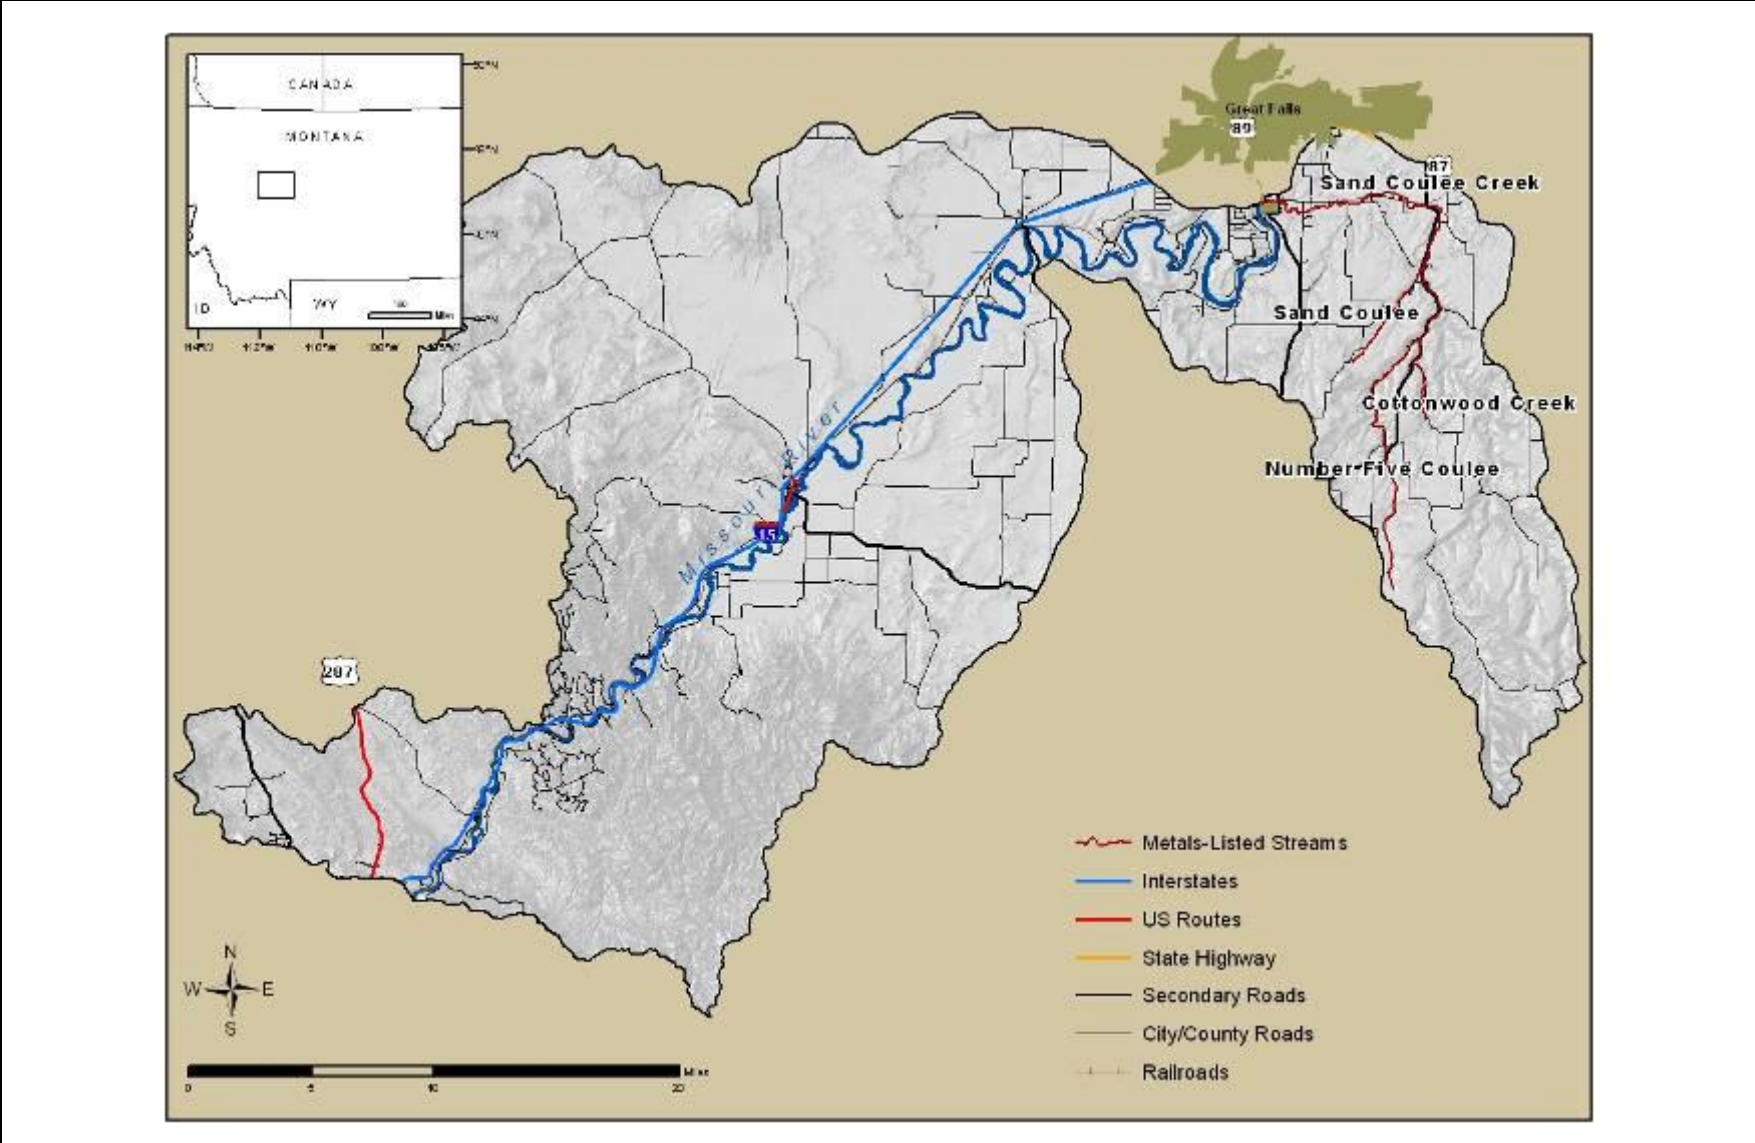 CANADA
MONTANA
ID
WY
Miles
Great Falls
89
87
Sand Coulee Creek
Sand Coulee
Cottonwood Creek
Number Five Coulee
Missouri River
15
287
Metals-Listed Streams
Interstates
US Routes
State Highway
Secondary Roads
City/County Roads
Railroads
N
W E
S
Miles
0 5 10 20